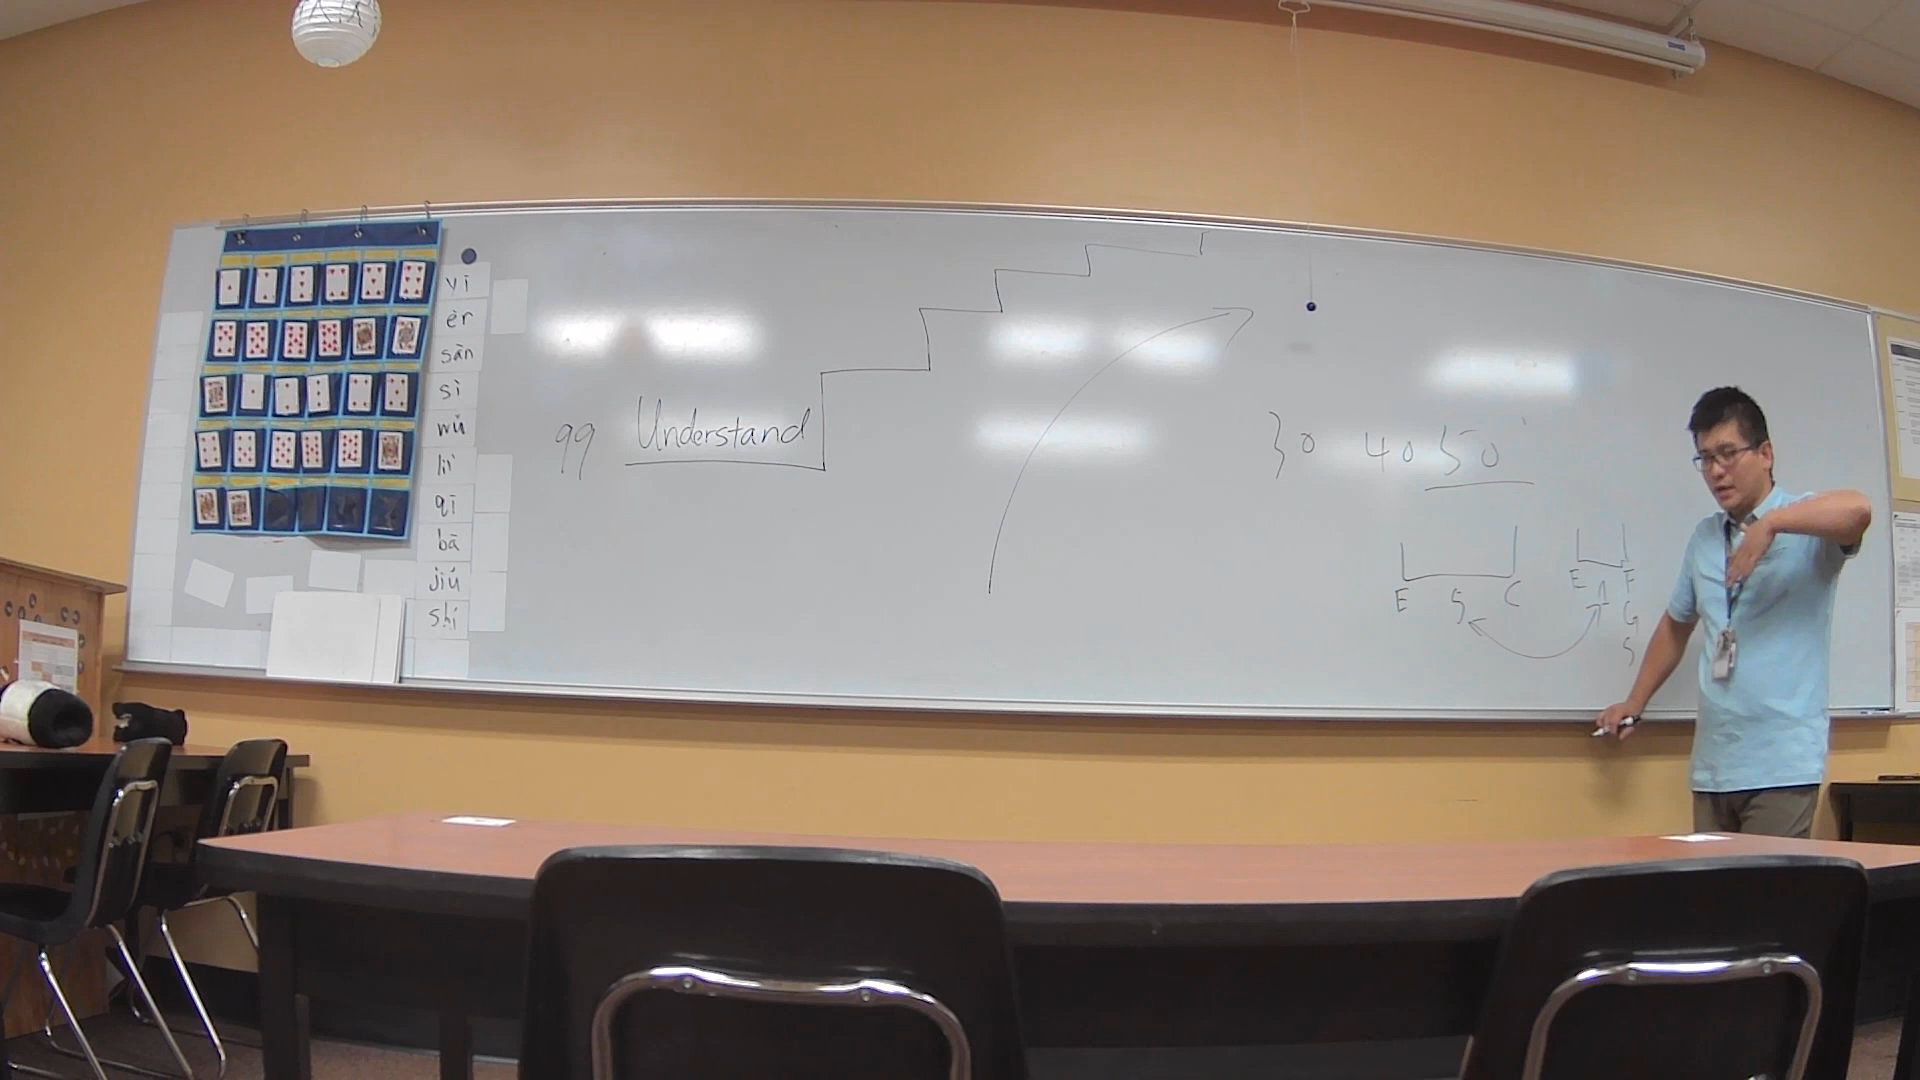 yī
èr
sān
sì
wǔ
liù
qī
bā
jiǔ
shí
99 Understand
30 40 50
E S C
E F
G
S